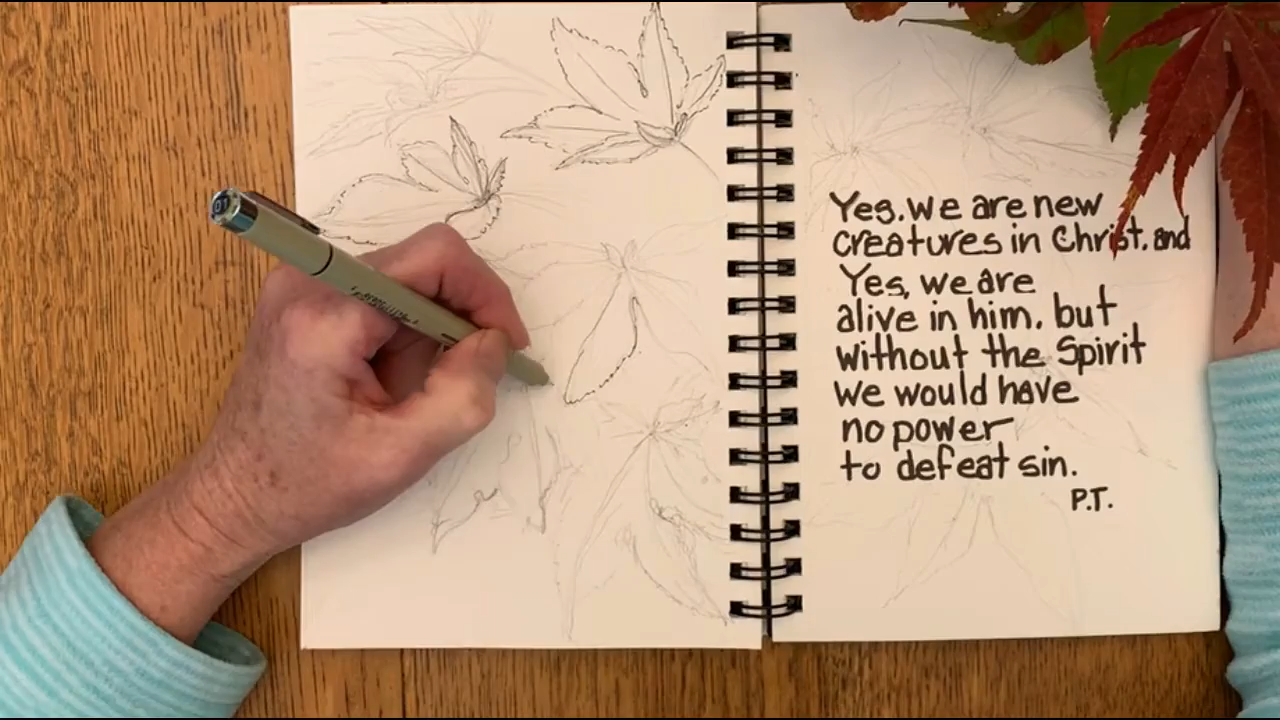 Yes. we are new
creatures in Christ. and
Yes, we are
alive in him. but
without the Spirit
we would have
no power
to defeat sin.
P.T.